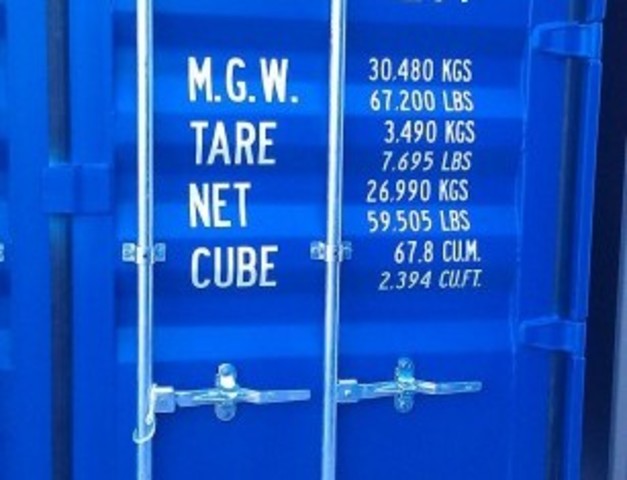 M.G.W. 30.480 KGS
67.200 LBS
TARE 3.490 KGS
7.695 LBS
NET 26.990 KGS
59.505 LBS
CUBE 67.8 CU.M.
2.394 CU.FT.